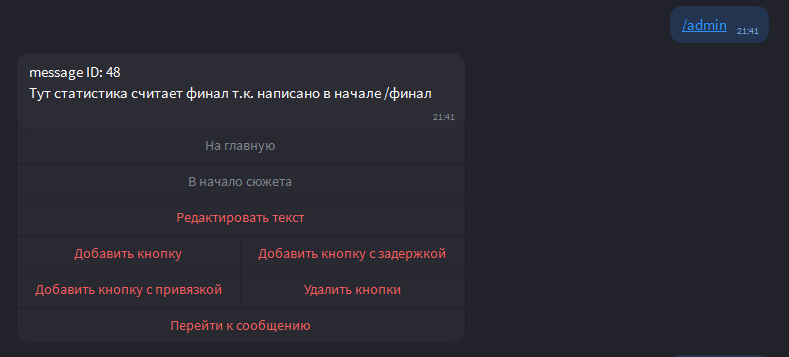 /admin 21:41
message ID: 48
Тут статистика считает финал т.к. написано в начале /финал
21:41
На главную
В начало сюжета
Редактировать текст
Добавить кнопку Добавить кнопку с задержкой
Добавить кнопку с привязкой Удалить кнопки
Перейти к сообщению